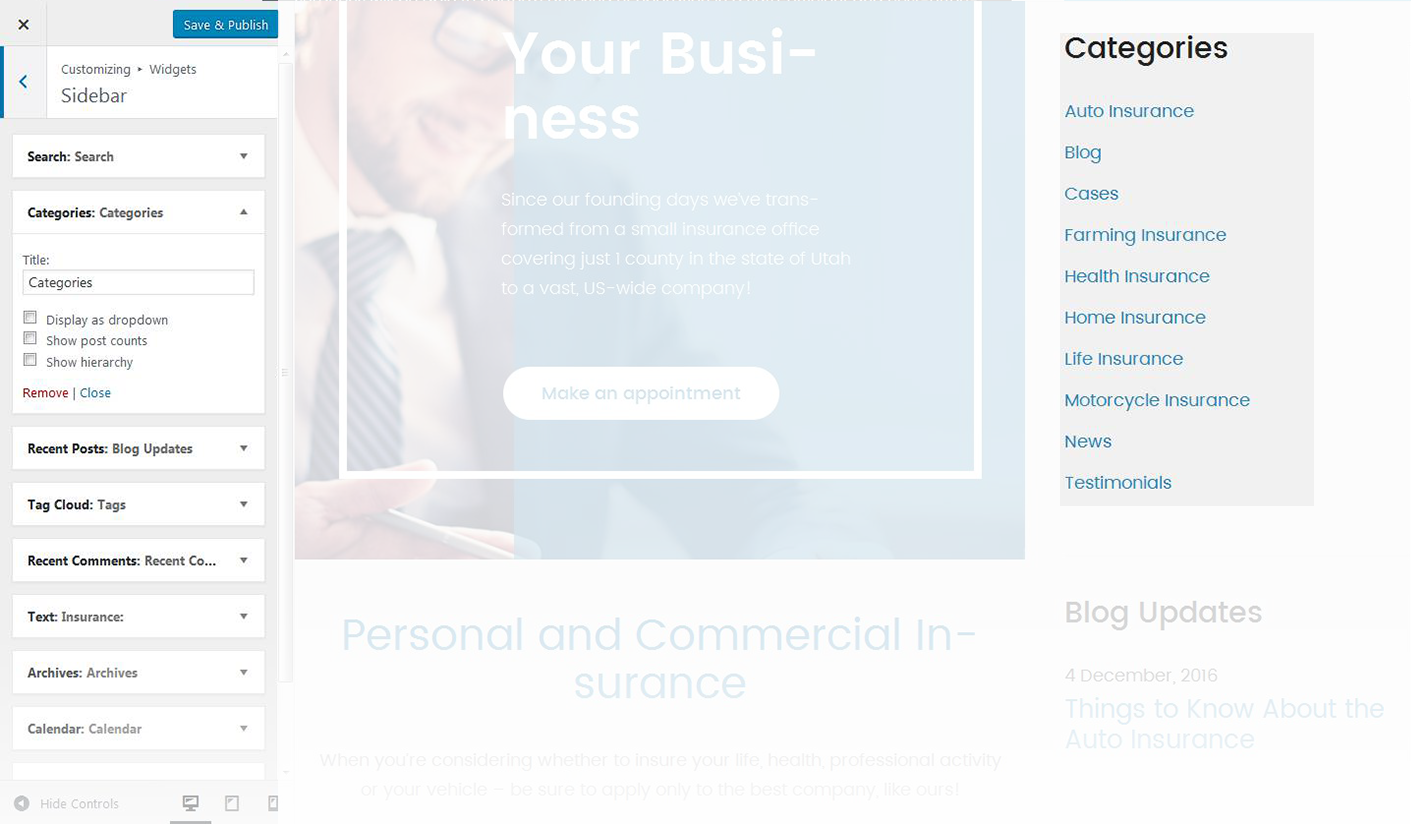 Save & Publish
Customizing ▸ Widgets
Sidebar
Search: Search
Categories: Categories
Title:
Categories
Display as dropdown
Show post counts
Show hierarchy
Remove | Close
Recent Posts: Blog Updates
Tag Cloud: Tags
Recent Comments: Recent Co...
Text: Insurance:
Archives: Archives
Calendar: Calendar
Hide Controls
Your Busi-
ness
Since our founding days we've trans-
formed from a small insurance office
covering just 1 county in the state of Utah
to a vast, US-wide company!
Make an appointment
Personal and Commercial In-
surance
When you're considering whether to insure your life, health, professional activity
or your vehicle – be sure to apply only to the best company, like ours!
Categories
Auto Insurance
Blog
Cases
Farming Insurance
Health Insurance
Home Insurance
Life Insurance
Motorcycle Insurance
News
Testimonials
Blog Updates
4 December, 2016
Things to Know About the
Auto Insurance